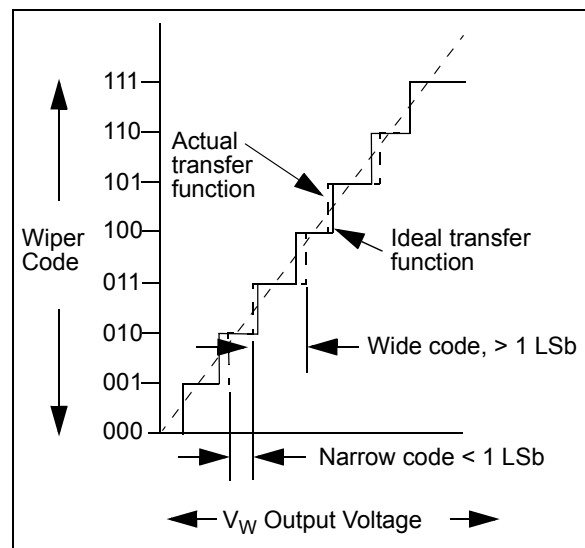 111
110
Actual
transfer
function
101
100
Wiper
Code
Ideal transfer
function
011
010
Wide code, > 1 LSb
001
000
Narrow code < 1 LSb
VW Output Voltage